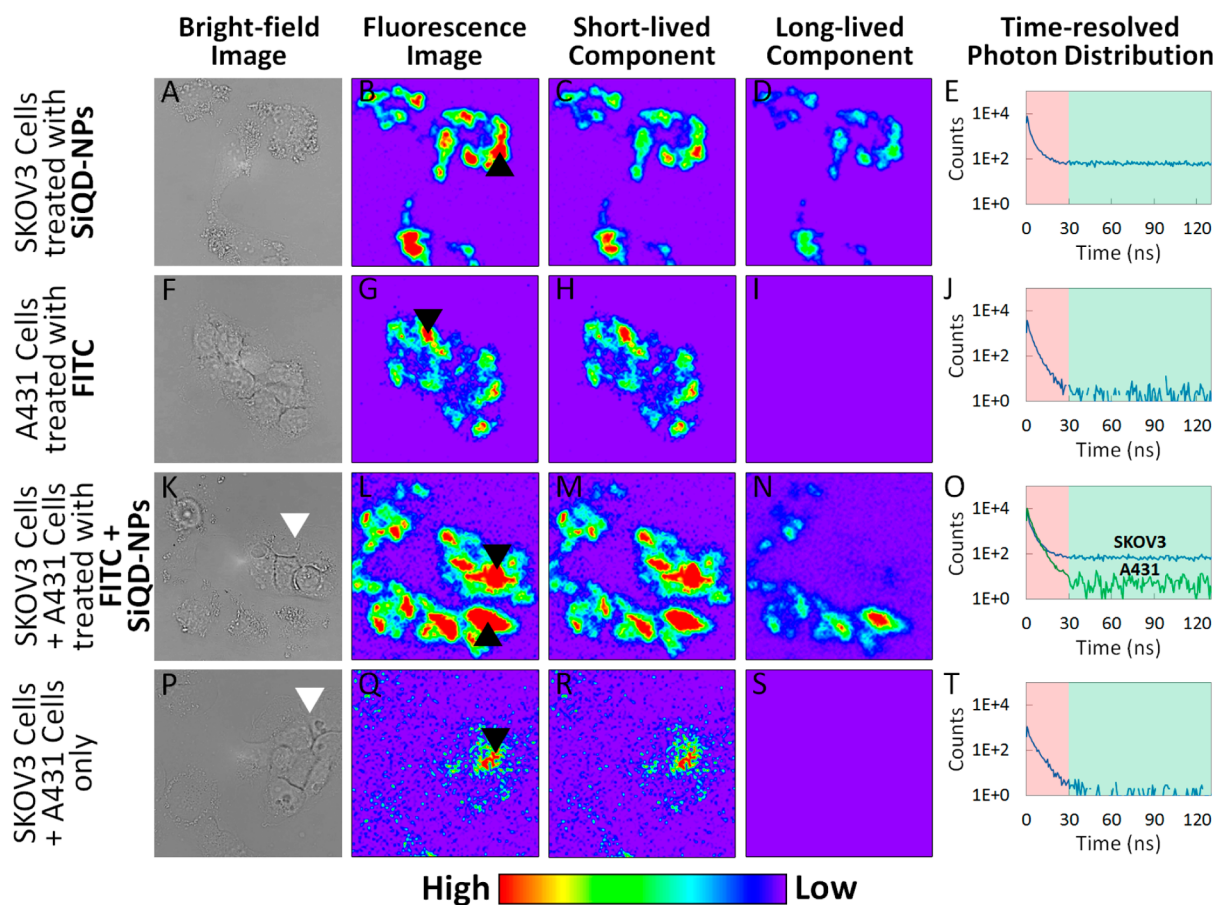 Bright-field Image
Fluorescence Image
Short-lived Component
Long-lived Component
Time-resolved Photon Distribution
SKOV3 Cells
treated with
SiQD-NPs
A
B
C
D
E
1E+4
1E+2
1E+0
Counts
0 30 60 90 120
Time (ns)
A431 Cells
treated with
FITC
F
G
H
I
J
1E+4
1E+2
1E+0
Counts
0 30 60 90 120
Time (ns)
SKOV3 Cells
+ A431 Cells
treated with
FITC +
SiQD-NPs
K
L
M
N
O
1E+4
1E+2
1E+0
Counts
SKOV3
A431
0 30 60 90 120
Time (ns)
SKOV3 Cells
+ A431 Cells
only
P
Q
R
S
T
1E+4
1E+2
1E+0
Counts
0 30 60 90 120
Time (ns)
High Low